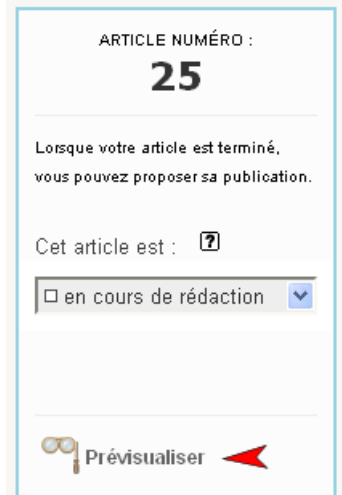 ARTICLE NUMÉRO :
25
Lorsque votre article est terminé,
vous pouvez proposer sa publication.
Cet article est : ?
en cours de rédaction
Prévisualiser